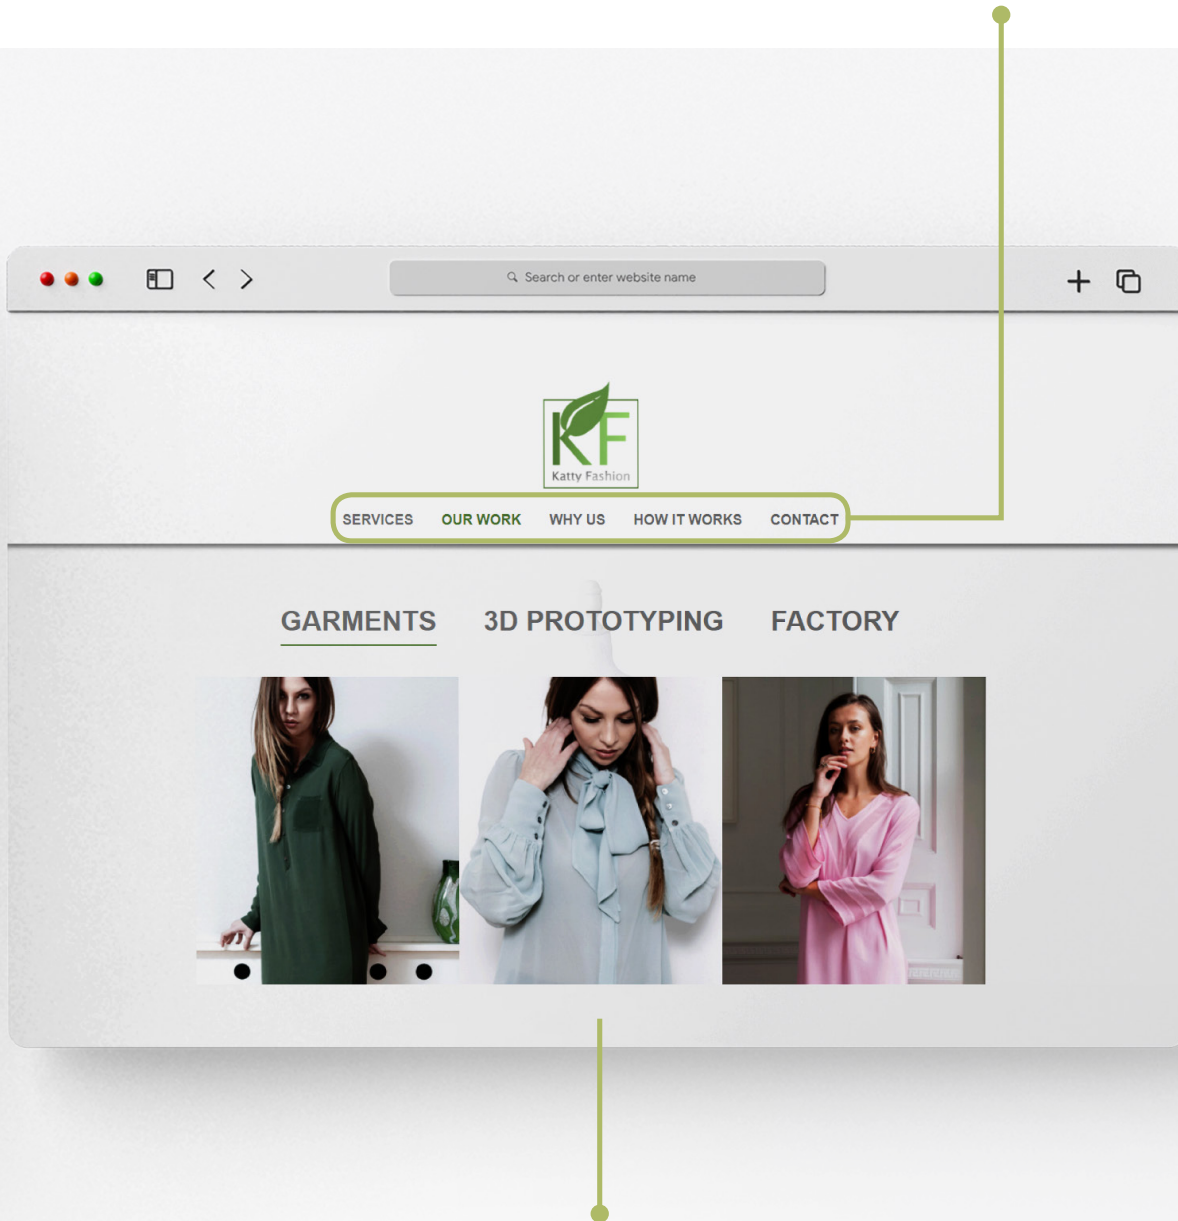 Search or enter website name
KF
Katty Fashion
SERVICES OUR WORK WHY US HOW IT WORKS CONTACT
GARMENTS 3D PROTOTYPING FACTORY